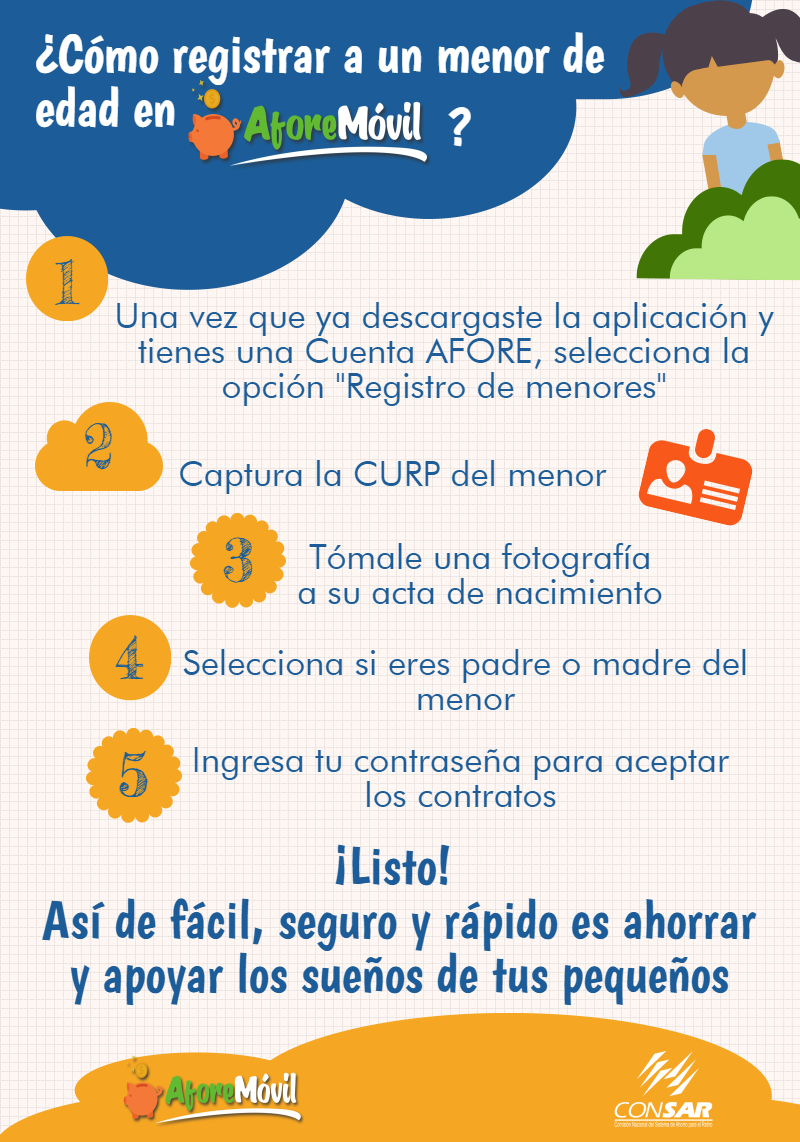 ¿Cómo registrar a un menor de
edad en AforeMóvil ?
1
Una vez que ya descargaste la aplicación y
tienes una Cuenta AFORE, selecciona la
opción "Registro de menores"
2
Captura la CURP del menor
3
Tómale una fotografía
a su acta de nacimiento
4
Selecciona si eres padre o madre del
menor
5
Ingresa tu contraseña para aceptar
los contratos
¡Listo!
Así de fácil, seguro y rápido es ahorrar
y apoyar los sueños de tus pequeños
AforeMóvil
CONSAR
Comisión Nacional del Sistema de Ahorro para el Retiro